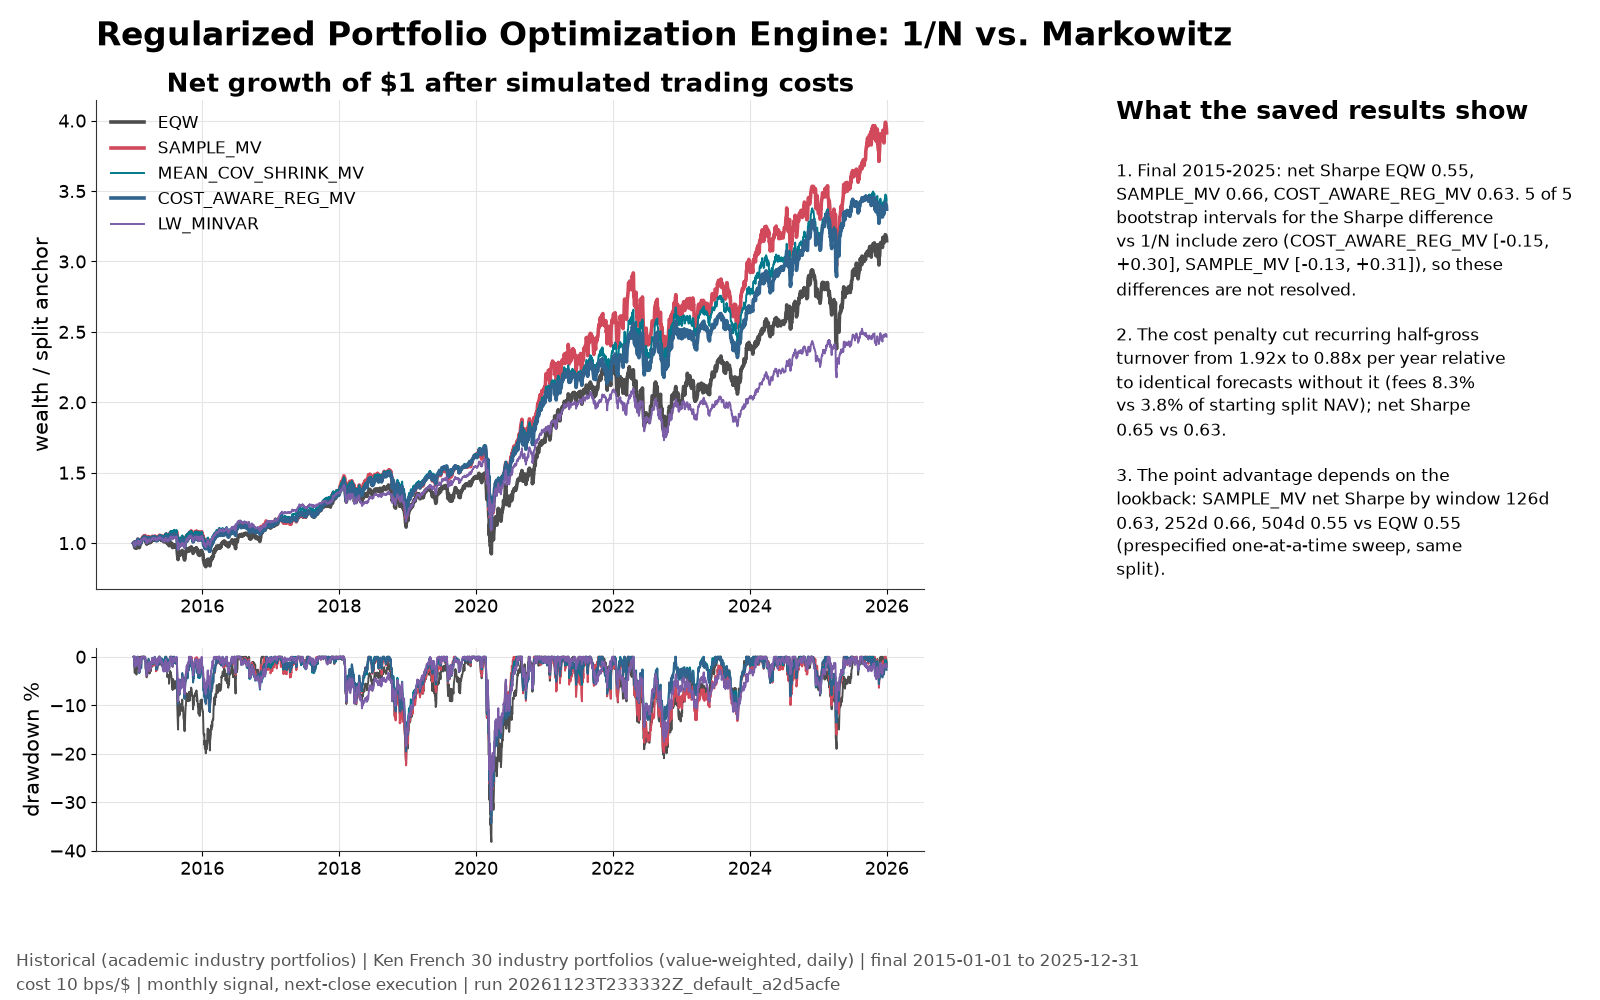 Regularized Portfolio Optimization Engine: 1/N vs. Markowitz
Net growth of $1 after simulated trading costs
wealth / split anchor
4.0
3.5
3.0
2.5
2.0
1.5
1.0
EQW
SAMPLE_MV
MEAN_COV_SHRINK_MV
COST_AWARE_REG_MV
LW_MINVAR
2016
2018
2020
2022
2024
2026
drawdown %
0
−10
−20
−30
−40
2016
2018
2020
2022
2024
2026
What the saved results show
1. Final 2015-2025: net Sharpe EQW 0.55,
SAMPLE_MV 0.66, COST_AWARE_REG_MV 0.63. 5 of 5
bootstrap intervals for the Sharpe difference
vs 1/N include zero (COST_AWARE_REG_MV [-0.15,
+0.30], SAMPLE_MV [-0.13, +0.31]), so these
differences are not resolved.
2. The cost penalty cut recurring half-gross
turnover from 1.92x to 0.88x per year relative
to identical forecasts without it (fees 8.3%
vs 3.8% of starting split NAV); net Sharpe
0.65 vs 0.63.
3. The point advantage depends on the
lookback: SAMPLE_MV net Sharpe by window 126d
0.63, 252d 0.66, 504d 0.55 vs EQW 0.55
(prespecified one-at-a-time sweep, same
split).
Historical (academic industry portfolios) | Ken French 30 industry portfolios (value-weighted, daily) | final 2015-01-01 to 2025-12-31
cost 10 bps/$ | monthly signal, next-close execution | run 20261123T233332Z_default_a2d5acfe